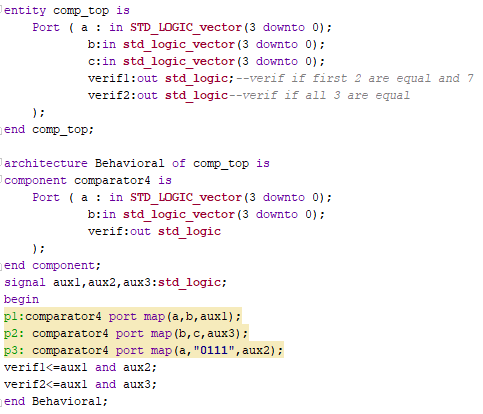 entity comp_top is
Port ( a : in STD_LOGIC_vector(3 downto 0);
b:in std_logic_vector(3 downto 0);
c:in std_logic_vector(3 downto 0);
verif1:out std_logic;--verif if first 2 are equal and 7
verif2:out std_logic--verif if all 3 are equal
);
end comp_top;
architecture Behavioral of comp_top is
component comparator4 is
Port ( a : in STD_LOGIC_vector(3 downto 0);
b:in std_logic_vector(3 downto 0);
verif:out std_logic
);
end component;
signal aux1,aux2,aux3:std_logic;
begin
p1:comparator4 port map(a,b,aux1);
p2: comparator4 port map(b,c,aux3);
p3: comparator4 port map(a,"0111",aux2);
verif1<=aux1 and aux2;
verif2<=aux1 and aux3;
end Behavioral;